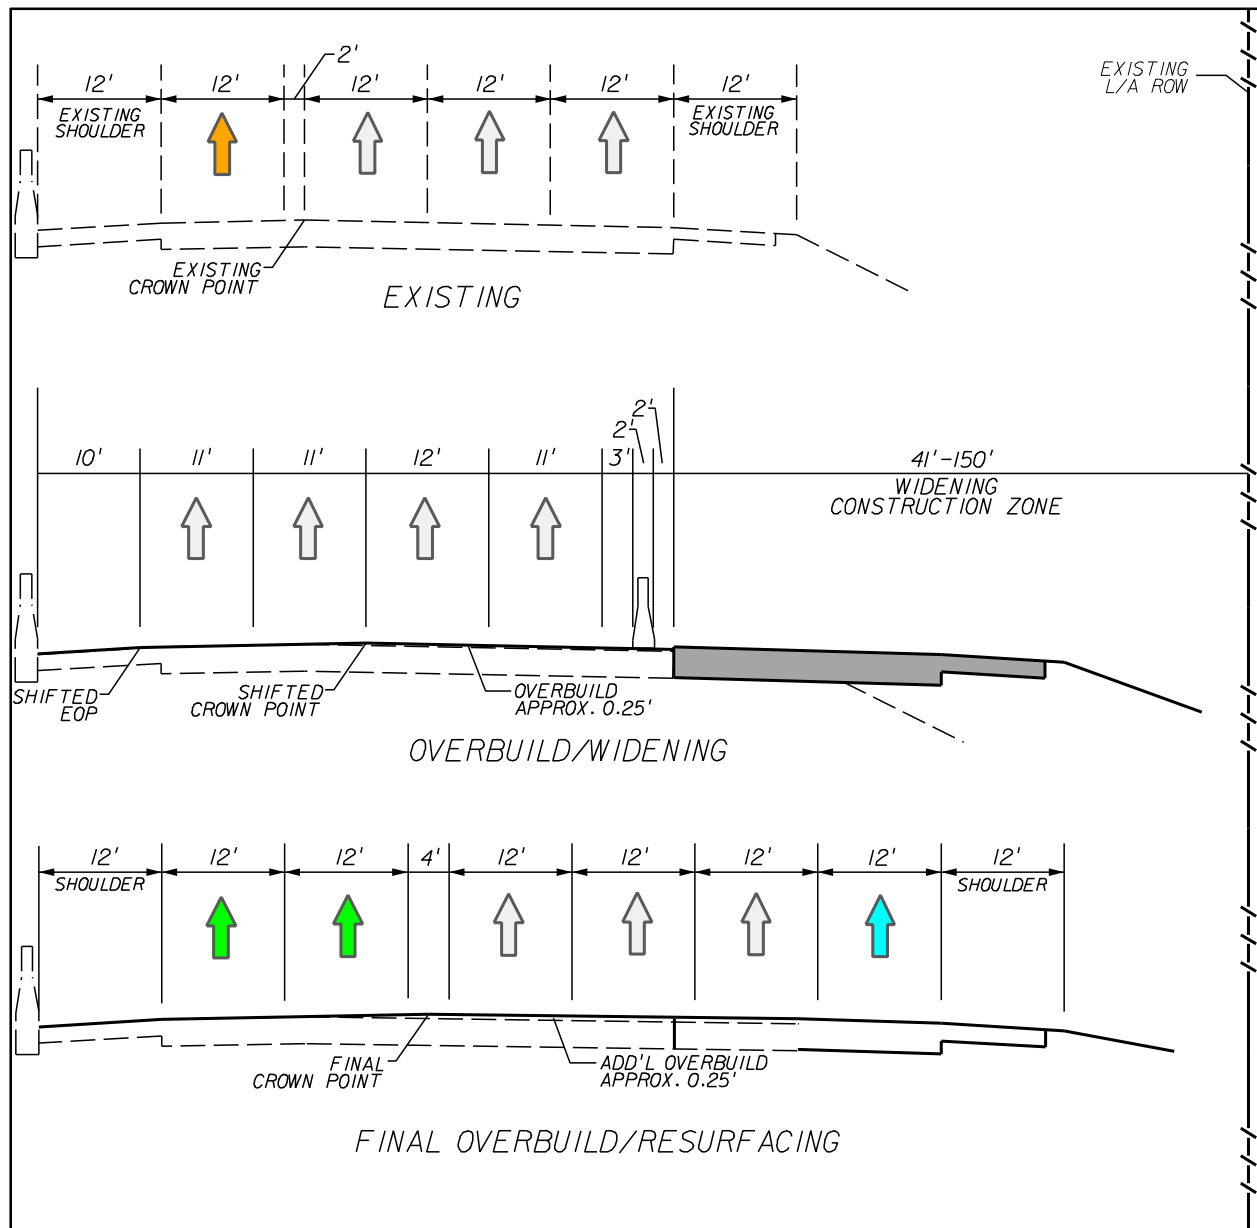 2'
12' 12' 12' 12' 12' 12'
EXISTING
SHOULDER
EXISTING
SHOULDER
EXISTING
L/A ROW
EXISTING
CROWN POINT
EXISTING
2'
2'
10' 11' 11' 12' 11' 3' 41'-150'
WIDENING
CONSTRUCTION ZONE
SHIFTED
EOP
SHIFTED
CROWN POINT
OVERBUILD
APPROX. 0.25'
OVERBUILD/WIDENING
12' 12' 12' 4' 12' 12' 12' 12' 12'
SHOULDER SHOULDER
FINAL
CROWN POINT
ADD'L OVERBUILD
APPROX. 0.25'
FINAL OVERBUILD/RESURFACING